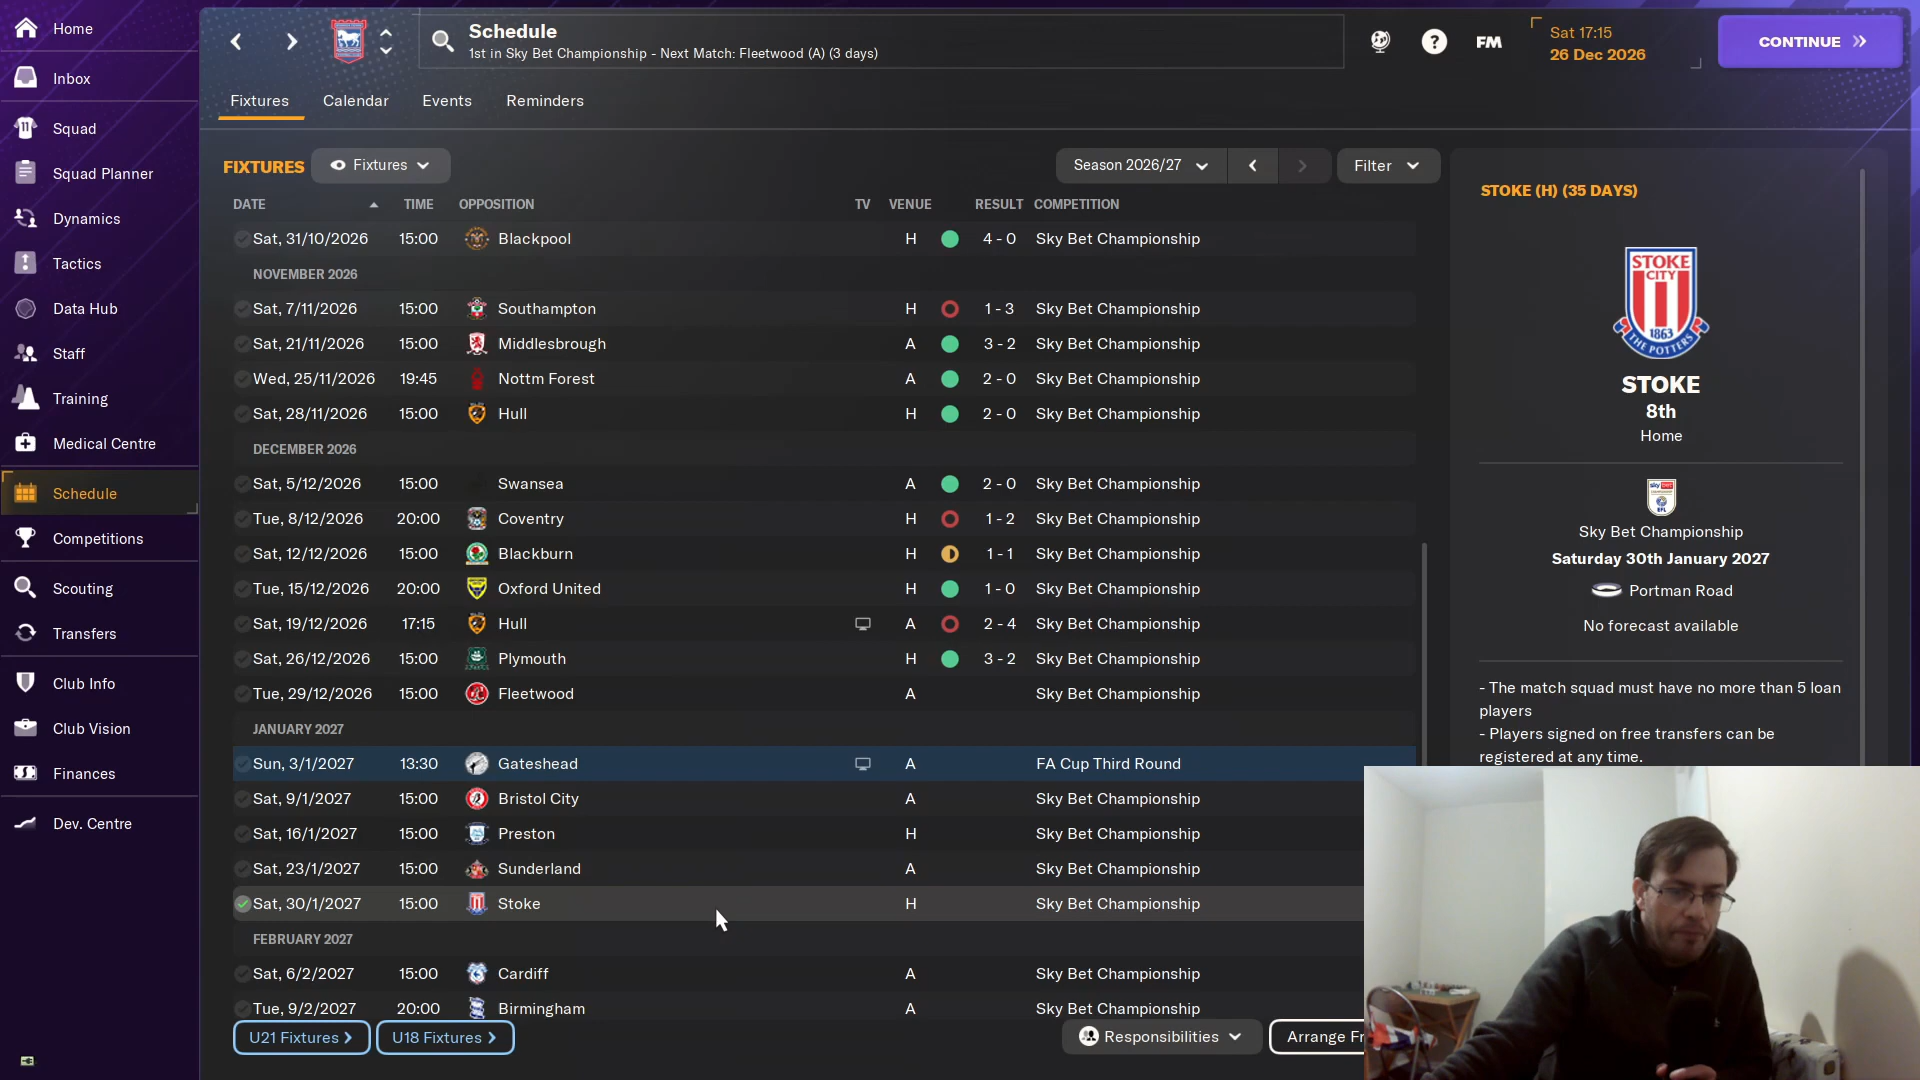 Home
Inbox
Squad
Squad Planner
Dynamics
Tactics
Data Hub
Staff
Training
Medical Centre
Schedule
Competitions
Scouting
Transfers
Club Info
Club Vision
Finances
Dev. Centre
Schedule
1st in Sky Bet Championship - Next Match: Fleetwood (A) (3 days)
? FM
Sat 17:15
26 Dec 2026
CONTINUE
Fixtures Calendar Events Reminders
FIXTURES Fixtures Season 2026/27 Filter
DATE TIME OPPOSITION TV VENUE RESULT COMPETITION
Sat, 31/10/2026 15:00 Blackpool H 4 - 0 Sky Bet Championship
NOVEMBER 2026
Sat, 7/11/2026 15:00 Southampton H 1 - 3 Sky Bet Championship
Sat, 21/11/2026 15:00 Middlesbrough A 3 - 2 Sky Bet Championship
Wed, 25/11/2026 19:45 Nottm Forest A 2 - 0 Sky Bet Championship
Sat, 28/11/2026 15:00 Hull H 2 - 0 Sky Bet Championship
DECEMBER 2026
Sat, 5/12/2026 15:00 Swansea A 2 - 0 Sky Bet Championship
Tue, 8/12/2026 20:00 Coventry H 1 - 2 Sky Bet Championship
Sat, 12/12/2026 15:00 Blackburn H 1 - 1 Sky Bet Championship
Tue, 15/12/2026 20:00 Oxford United H 1 - 0 Sky Bet Championship
Sat, 19/12/2026 17:15 Hull A 2 - 4 Sky Bet Championship
Sat, 26/12/2026 15:00 Plymouth H 3 - 2 Sky Bet Championship
Tue, 29/12/2026 15:00 Fleetwood A Sky Bet Championship
JANUARY 2027
Sun, 3/1/2027 13:30 Gateshead A FA Cup Third Round
Sat, 9/1/2027 15:00 Bristol City A Sky Bet Championship
Sat, 16/1/2027 15:00 Preston H Sky Bet Championship
Sat, 23/1/2027 15:00 Sunderland A Sky Bet Championship
Sat, 30/1/2027 15:00 Stoke H Sky Bet Championship
FEBRUARY 2027
Sat, 6/2/2027 15:00 Cardiff A Sky Bet Championship
Tue, 9/2/2027 20:00 Birmingham A Sky Bet Championship
U21 Fixtures U18 Fixtures Responsibilities Arrange Fr
STOKE (H) (35 DAYS)
STOKE
CITY
1863
THE POTTERS
STOKE
8th
Home
EFL
Sky Bet Championship
Saturday 30th January 2027
Portman Road
No forecast available
- The match squad must have no more than 5 loan
players
- Players signed on free transfers can be
registered at any time.